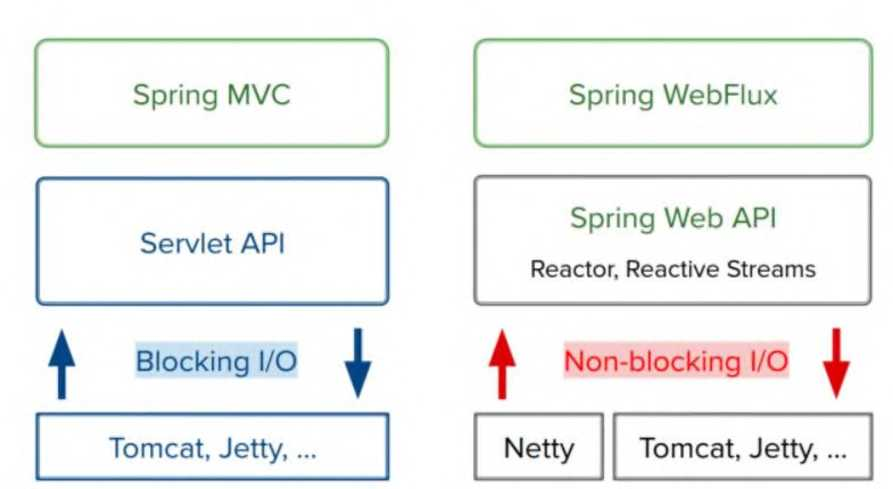 Spring MVC
Servlet API
Blocking I/O
Tomcat, Jetty, ...
Spring WebFlux
Spring Web API
Reactor, Reactive Streams
Non-blocking I/O
Netty
Tomcat, Jetty, ...